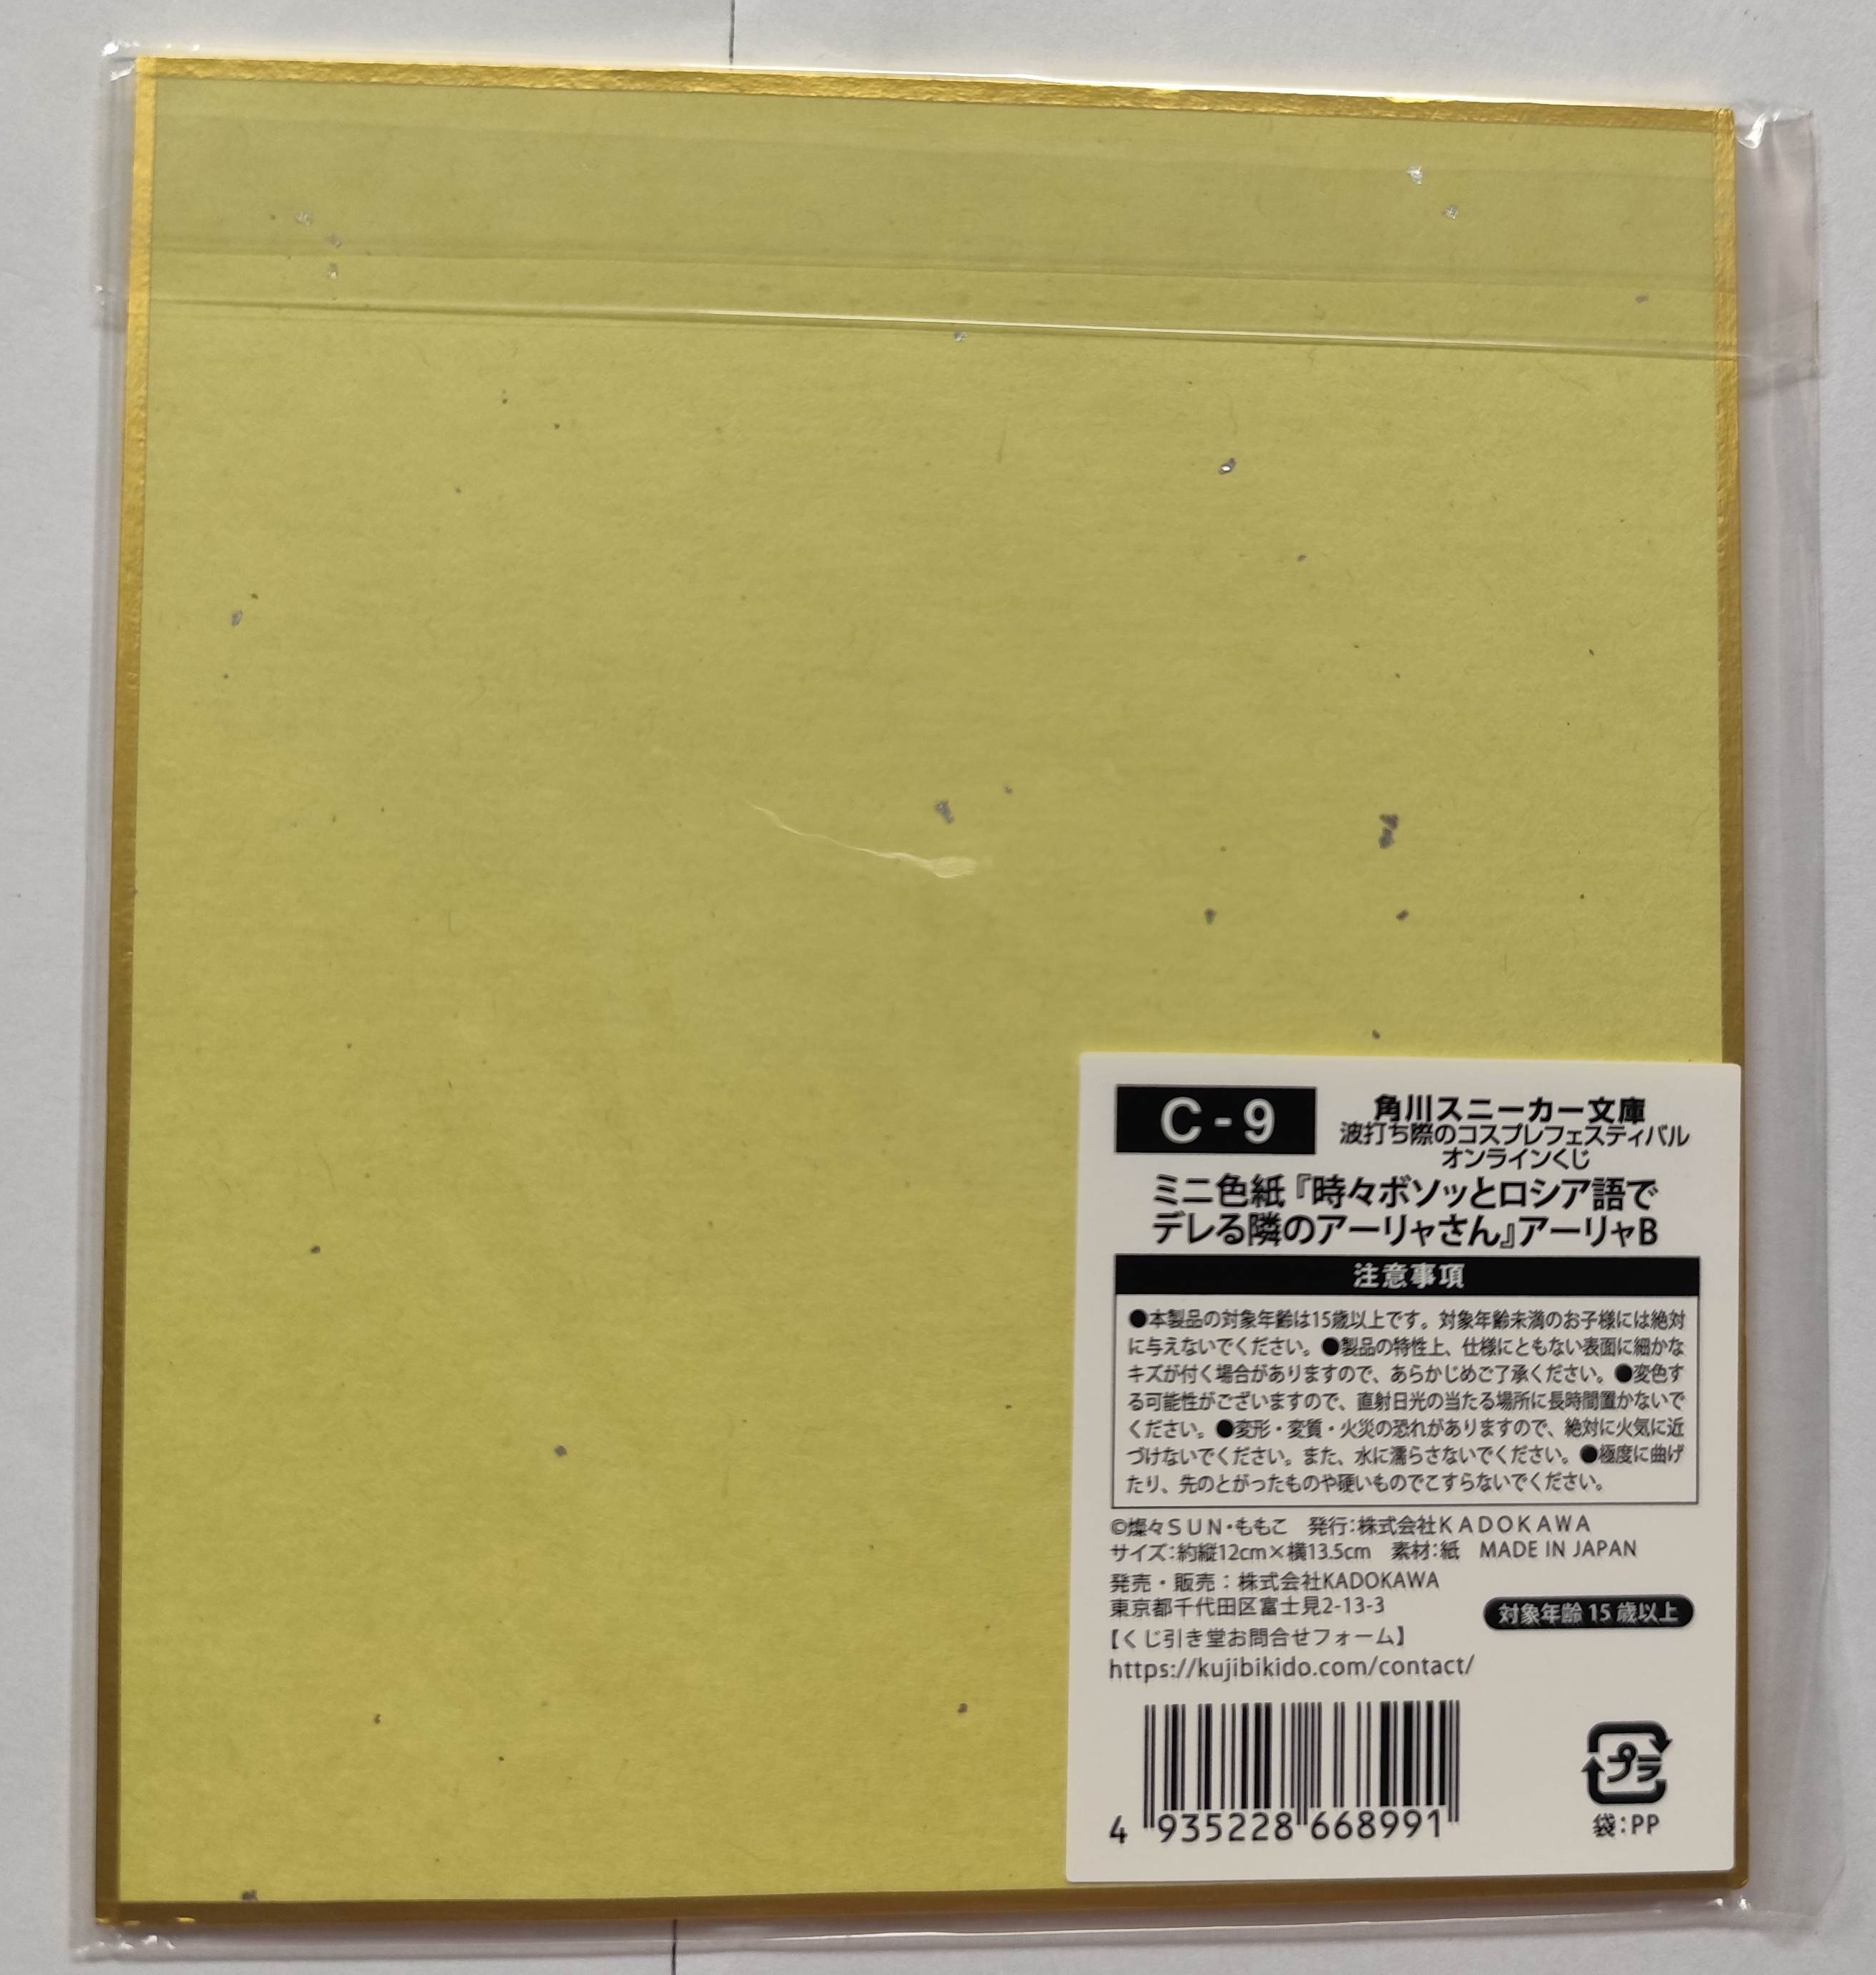 C-9
角川スニーカー文庫
波打ち際のコスプレフェスティバル
オンラインくじ
ミニ色紙『時々ボソッとロシア語で
デレる隣のアーリャさん』アーリャB
注意事項
●本製品の対象年齢は15歳以上です。対象年齢未満のお子様には絶対
に与えないでください。●製品の特性上、仕様にともない表面に細かな
キズが付く場合がありますので、あらかじめご了承ください。●変色す
る可能性がございますので、直射日光の当たる場所に長時間置かないで
ください。●変形・変質・火災の恐れがありますので、絶対に火気に近
づけないでください。また、水に濡らさないでください。●極度に曲げ
たり、先のとがったものや硬いものでこすらないでください。
©燦々SUN・ももこ　発行：株式会社KADOKAWA
サイズ：約縦12cm×横13.5cm　素材：紙　MADE IN JAPAN
発売・販売：株式会社KADOKAWA
東京都千代田区富士見2-13-3
対象年齢15歳以上
【くじ引き堂お問合せフォーム】
https://kujibikido.com/contact/
4 935228 668991
プラ
袋：PP